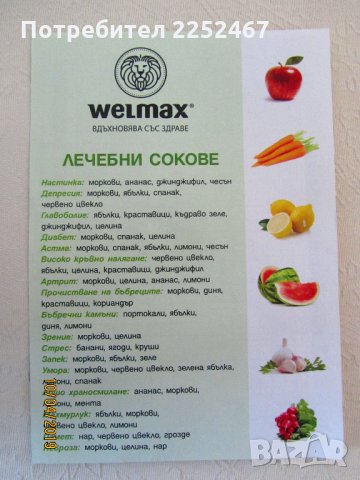 Потребител 2252467
welmax®
ВДЪХНОВЯВА СЪС ЗДРАВЕ
ЛЕЧЕБНИ СОКОВЕ
Настинка: моркови, ананас, джинджифил, чесън
Депресия: моркови, ябълки, спанак,
червено цвекло
Главоболие: ябълки, краставици, къдраво зеле,
джинджифил, целина
Диабет: моркови, спанак, целина
Астма: моркови, спанак, ябълки, лимони, чесън
Високо кръвно налягане: червено цвекло,
ябълки, целина, краставици, джинджифил
Артрит: моркови, целина, ананас, лимони
Прочистване на бъбреците: моркови, диня,
краставици, кориандър
Бъбречни камъни: портокали, ябълки,
диня, лимони
Зрение: моркови, целина
Стрес: банани, ягоди, круши
Запек: моркови, ябълки, зеле
Умора: моркови, червено цвекло, зелена ябълка,
спанак
храносмилане: ананас, моркови,
мента
ябълки, моркови,
цвекло, лимони
нар, червено цвекло, грозде
моркови, целина, нар
bazar